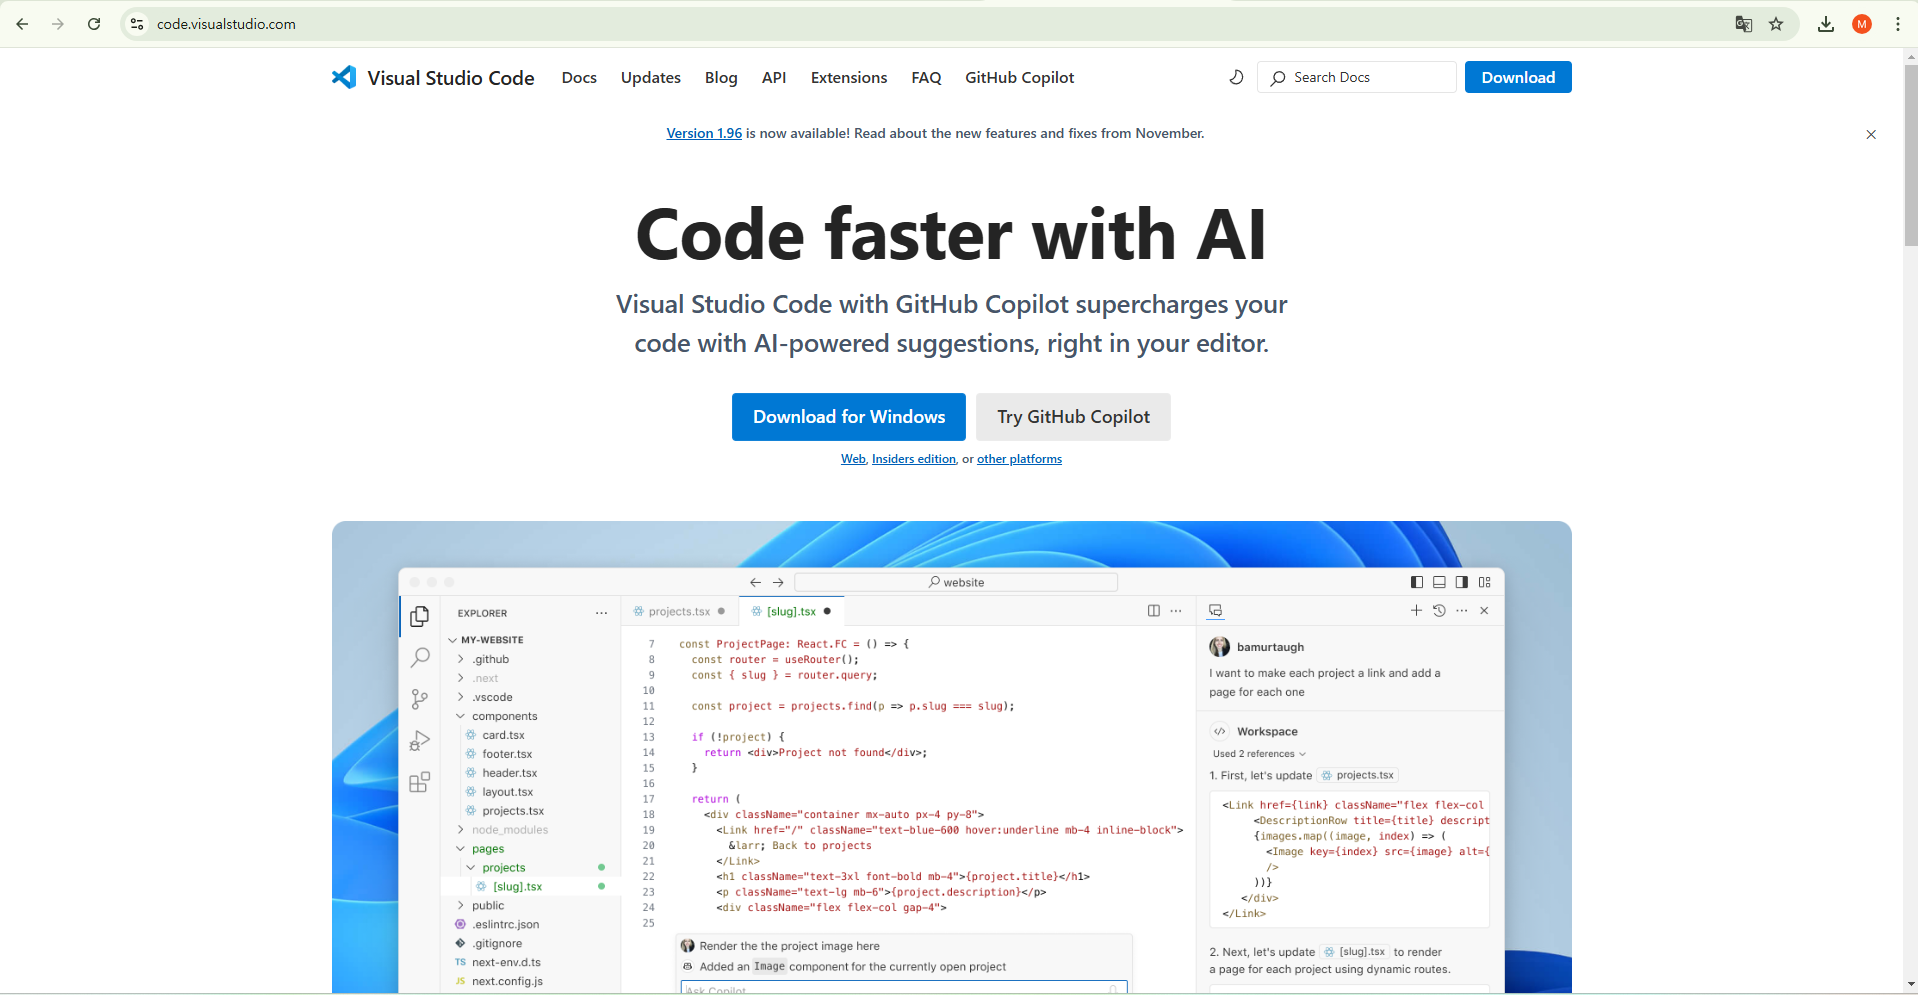 code.visualstudio.com
M
Visual Studio Code
Docs
Updates
Blog
API
Extensions
FAQ
GitHub Copilot
Search Docs
Download
Version 1.96 is now available! Read about the new features and fixes from November.
Code faster with AI
Visual Studio Code with GitHub Copilot supercharges your
code with AI-powered suggestions, right in your editor.
Download for Windows
Try GitHub Copilot
Web, Insiders edition, or other platforms
website
EXPLORER
MY-WEBSITE
.github
.next
.vscode
components
card.tsx
footer.tsx
header.tsx
layout.tsx
projects.tsx
node_modules
pages
projects
[slug].tsx
public
.eslintrc.json
.gitignore
TS next-env.d.ts
JS next.config.js
projects.tsx
[slug].tsx
7 const ProjectPage: React.FC = () => {
8 const router = useRouter();
9 const { slug } = router.query;
10
11 const project = projects.find(p => p.slug === slug);
12
13 if (!project) {
14 return <div>Project not found</div>;
15 }
16
17 return (
18 <div className="container mx-auto px-4 py-8">
19 <Link href="/" className="text-blue-600 hover:underline mb-4 inline-block">
20 &larr; Back to projects
21 </Link>
22 <h1 className="text-3xl font-bold mb-4">{project.title}</h1>
23 <p className="text-lg mb-6">{project.description}</p>
24 <div className="flex flex-col gap-4">
25
Render the the project image here
Added an Image component for the currently open project
Ask Copilot
bamurtaugh
I want to make each project a link and add a
page for each one
Workspace
Used 2 references
1. First, let's update projects.tsx
<Link href={link} className="flex flex-col
<DescriptionRow title={title} descript
{images.map((image, index) => (
<Image key={index} src={image} alt={
/>
))}
</div>
</Link>
2. Next, let's update [slug].tsx to render
a page for each project using dynamic routes.